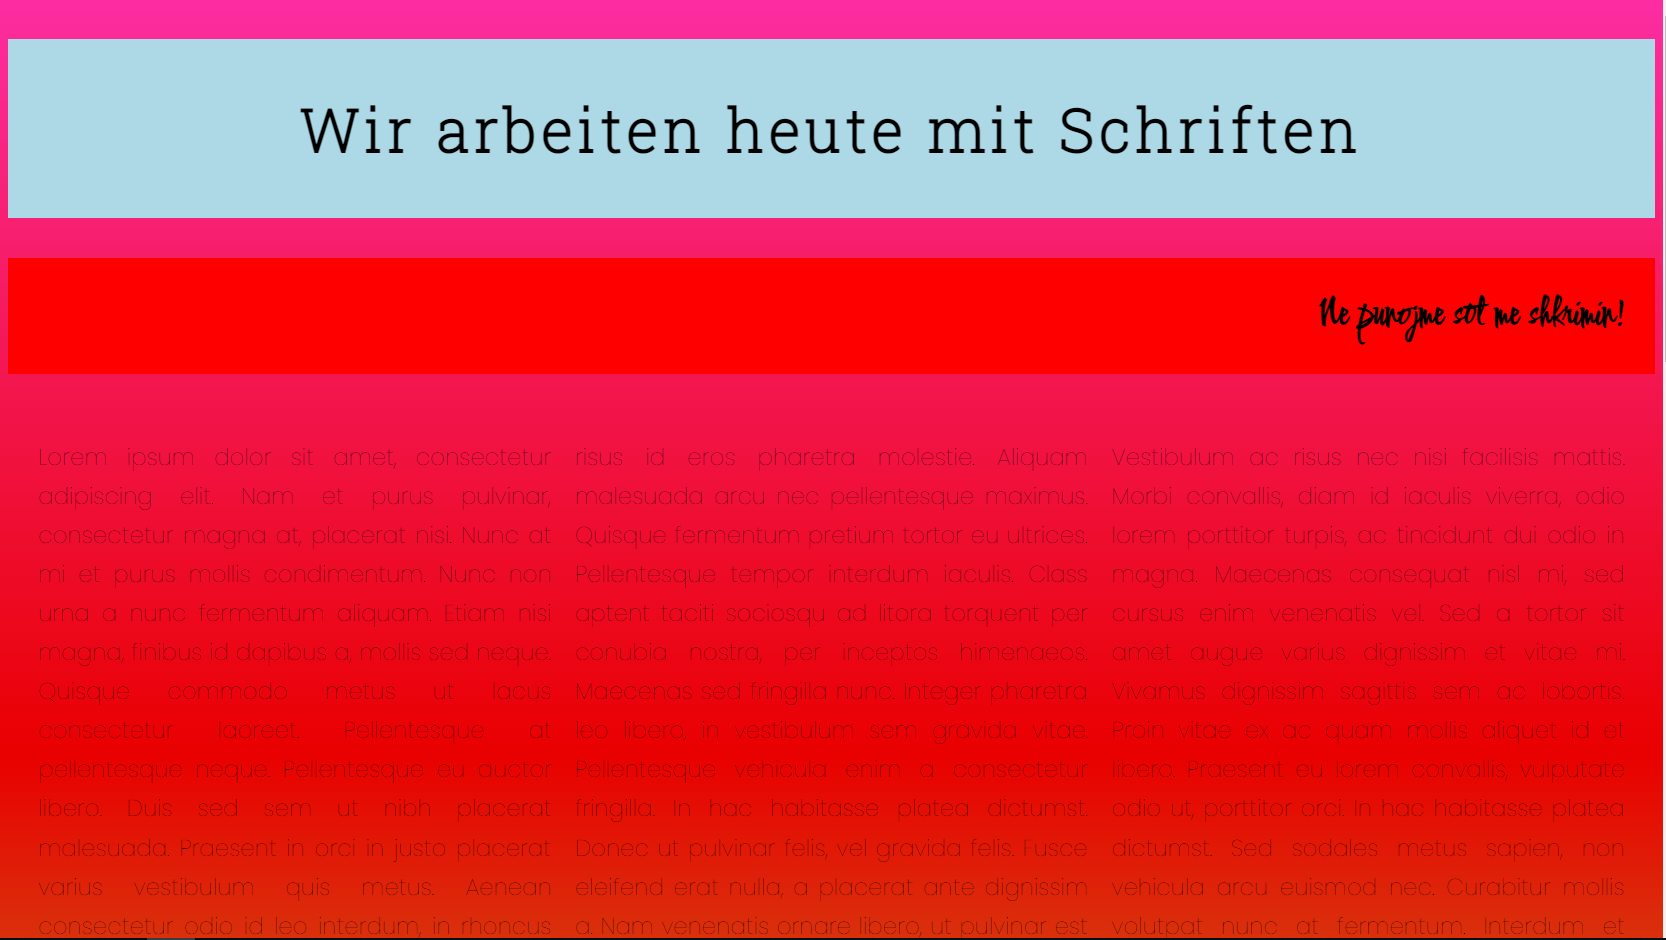 Wir arbeiten heute mit Schriften
Ne punojme sot me shkrimin!
Lorem ipsum dolor sit amet, consectetur
adipiscing elit. Nam et purus pulvinar,
consectetur magna at, placerat nisi. Nunc at
mi et purus mollis condimentum. Nunc non
urna a nunc fermentum aliquam. Etiam nisi
magna, finibus id dapibus a, mollis sed neque.
Quisque commodo metus ut lacus
consectetur laoreet. Pellentesque at
pellentesque neque. Pellentesque eu auctor
libero. Duis sed sem ut nibh placerat
malesuada. Praesent in orci in justo placerat
varius vestibulum quis metus. Aenean
consectetur odio id leo interdum, in rhoncus
risus id eros pharetra molestie. Aliquam
malesuada arcu nec pellentesque maximus.
Quisque fermentum pretium tortor eu ultrices.
Pellentesque tempor interdum iaculis. Class
aptent taciti sociosqu ad litora torquent per
conubia nostra, per inceptos himenaeos.
Maecenas sed fringilla nunc. Integer pharetra
leo libero, in vestibulum sem gravida vitae.
Pellentesque vehicula enim a consectetur
fringilla. In hac habitasse platea dictumst.
Donec ut pulvinar felis, vel gravida felis. Fusce
eleifend erat nulla, a placerat ante dignissim
a. Nam venenatis ornare libero, ut pulvinar est
Vestibulum ac risus nec nisi facilisis mattis.
Morbi convallis, diam id iaculis viverra, odio
lorem porttitor turpis, ac tincidunt dui odio in
magna. Maecenas consequat nisl mi, sed
cursus enim venenatis vel. Sed a tortor sit
amet augue varius dignissim et vitae mi.
Vivamus dignissim sagittis sem ac lobortis.
Proin vitae ex ac quam mollis aliquet id et
libero. Praesent eu lorem convallis, vulputate
odio ut, porttitor orci. In hac habitasse platea
dictumst. Sed sodales metus sapien, non
vehicula arcu euismod nec. Curabitur mollis
volutpat nunc at fermentum. Interdum et